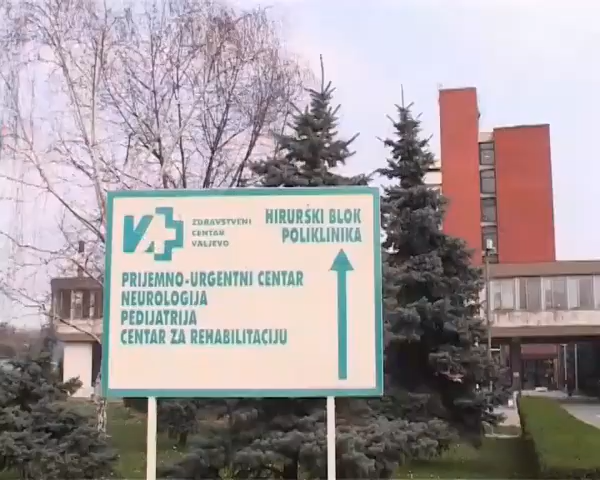 ZDRAVSTVENI
CENTAR
VALJEVO
HIRURŠKI BLOK
POLIKLINIKA
PRIJEMNO-URGENTNI CENTAR
NEUROLOGIJA
PEDIJATRIJA
CENTAR ZA REHABILITACIJU